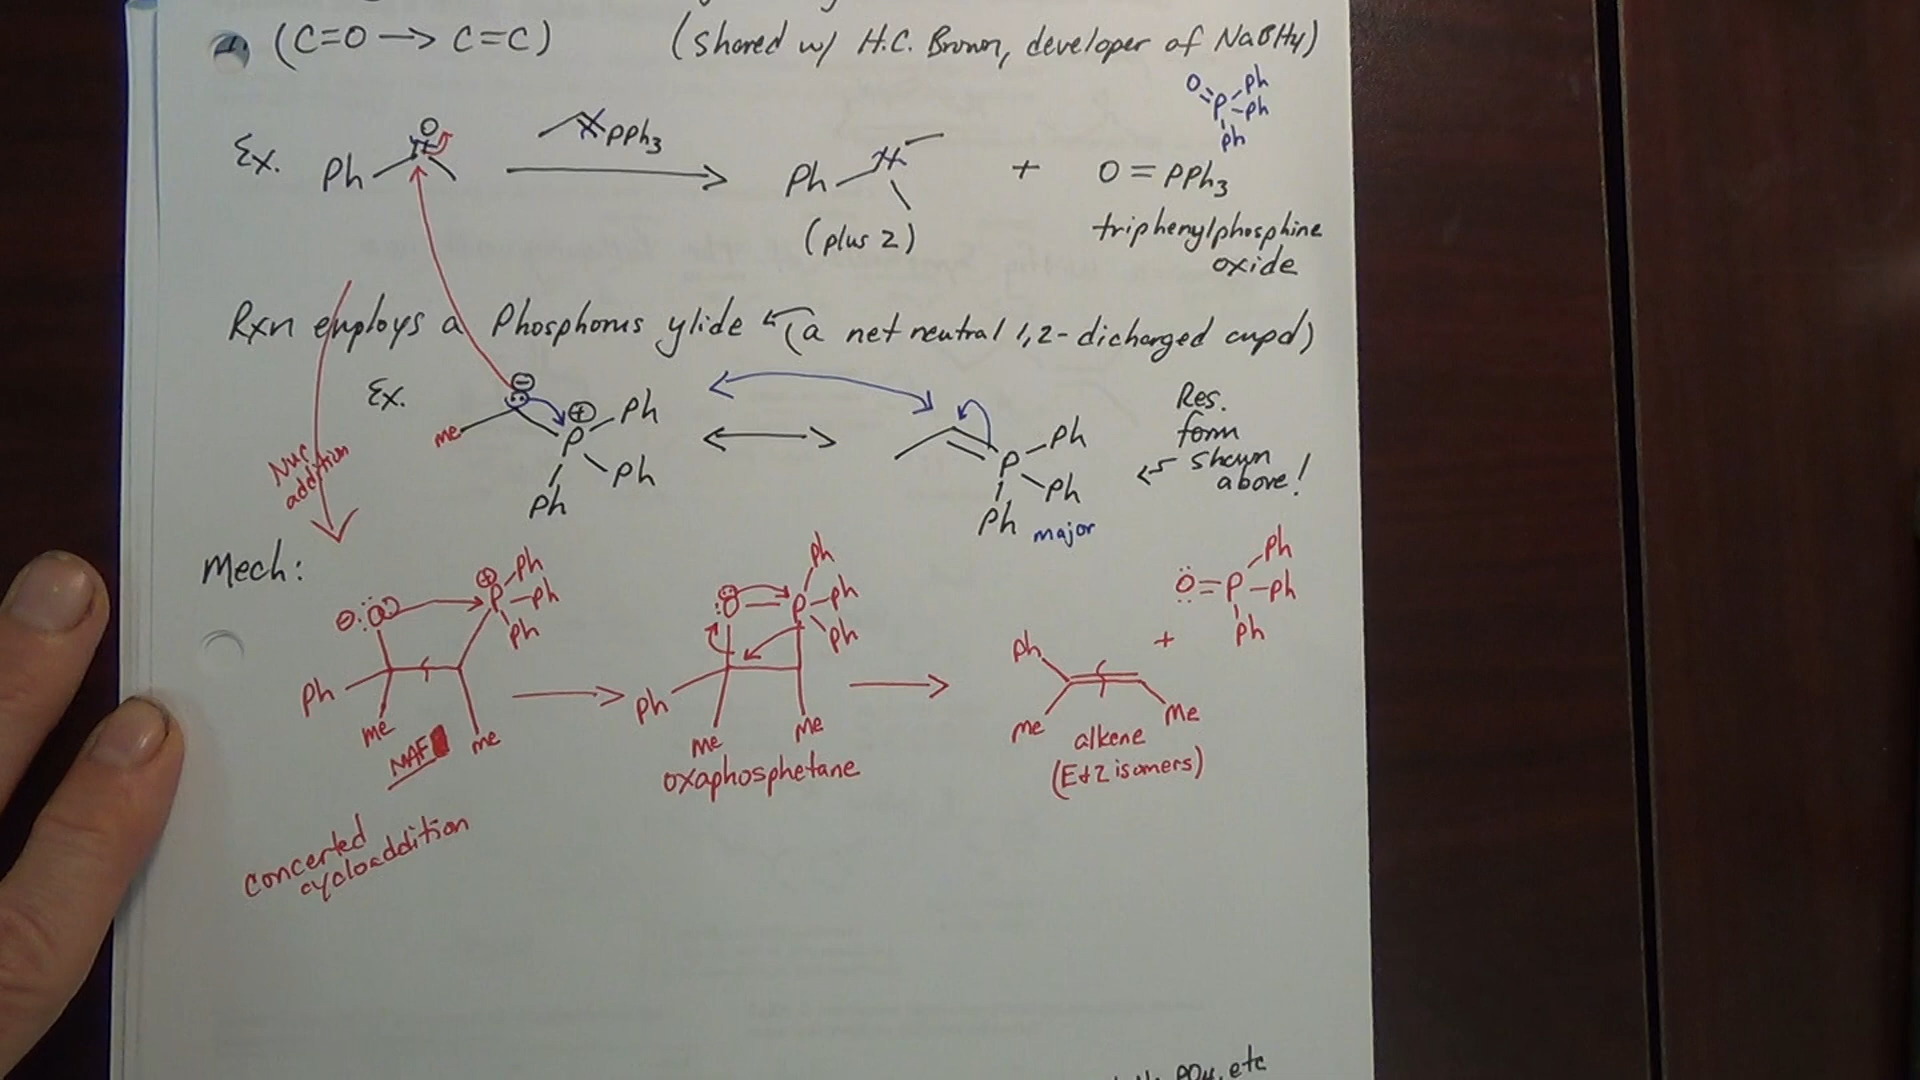 (C=O → C=C) (shared w/ H.C. Brown, developer of NaBH4)
O=P Ph Ph Ph
Ex. Ph O PPh3 Ph + O=PPh3
(plus Z) triphenylphosphine
oxide
Rxn employs a Phosphorus ylide ← (a net neutral 1,2-dicharged cmpd)
Ex. Me ⊖ : ⊕ P Ph Ph Ph ↔ P Ph Ph Ph major
Res.
form
shown
above!
Nuc
addition
Mech:
⊖ :O ⊕ P Ph Ph Ph Ph Me Me → O P Ph Ph Ph Ph Me Me → Ph Me Me + O=P Ph Ph Ph
oxaphosphetane
alkene
(E+Z isomers)
concerted
cycloaddition
etc